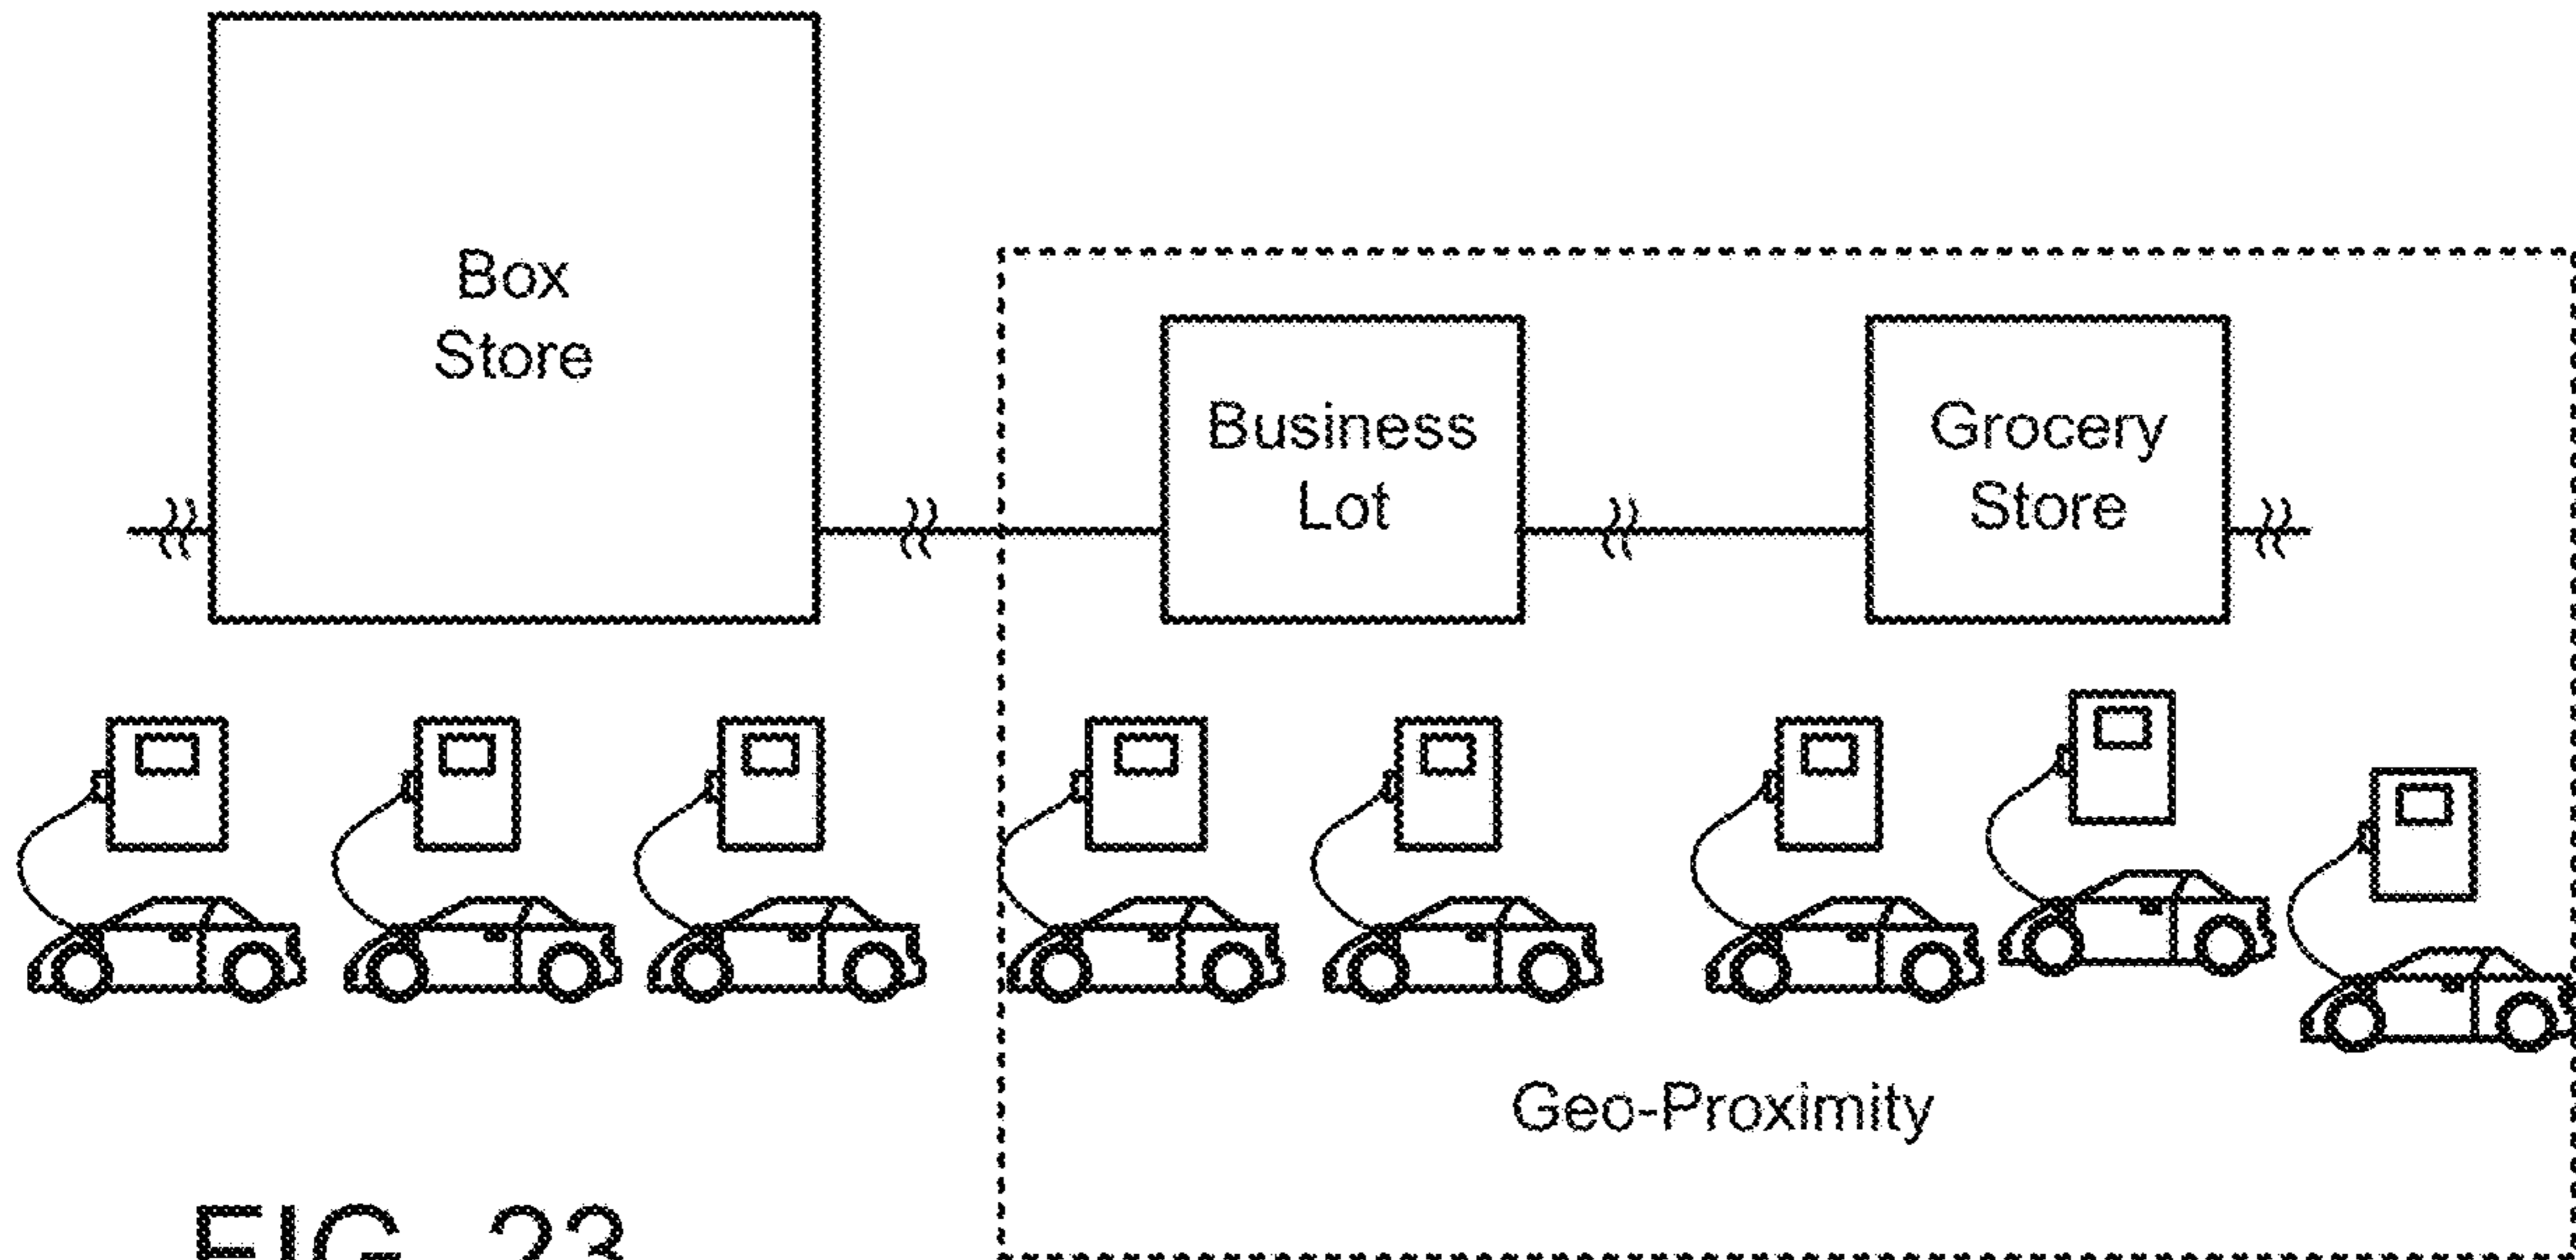 Box
Store
Business
Lot
Grocery
Store
Geo-Proximity
FIG. 23